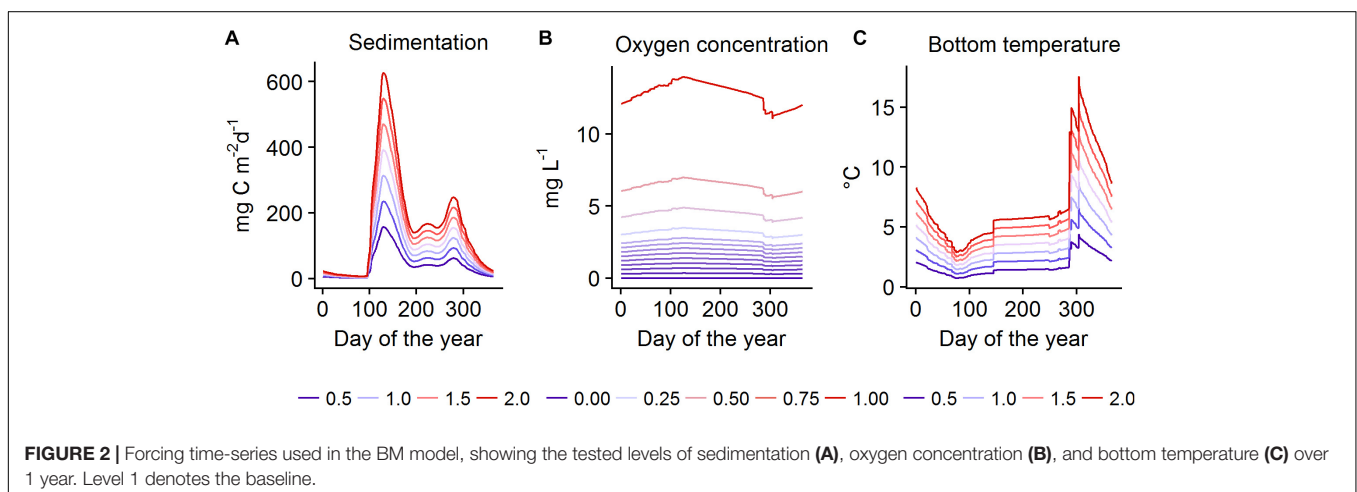 A Sedimentation B Oxygen concentration C Bottom temperature
mg C m⁻²d⁻¹
600
400
200
0
0 100 200 300
Day of the year
mg L⁻¹
10
5
0
0 100 200 300
Day of the year
°C
15
10
5
0
0 100 200 300
Day of the year
0.5 1.0 1.5 2.0 0.00 0.25 0.50 0.75 1.00 0.5 1.0 1.5 2.0
FIGURE 2 | Forcing time-series used in the BM model, showing the tested levels of sedimentation (A), oxygen concentration (B), and bottom temperature (C) over
1 year. Level 1 denotes the baseline.